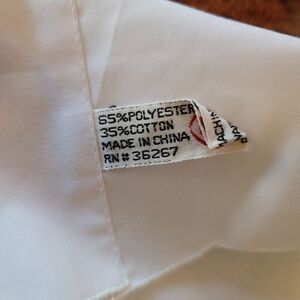 65%POLYESTER
35%COTTON
MADE IN CHINA
RN# 36267